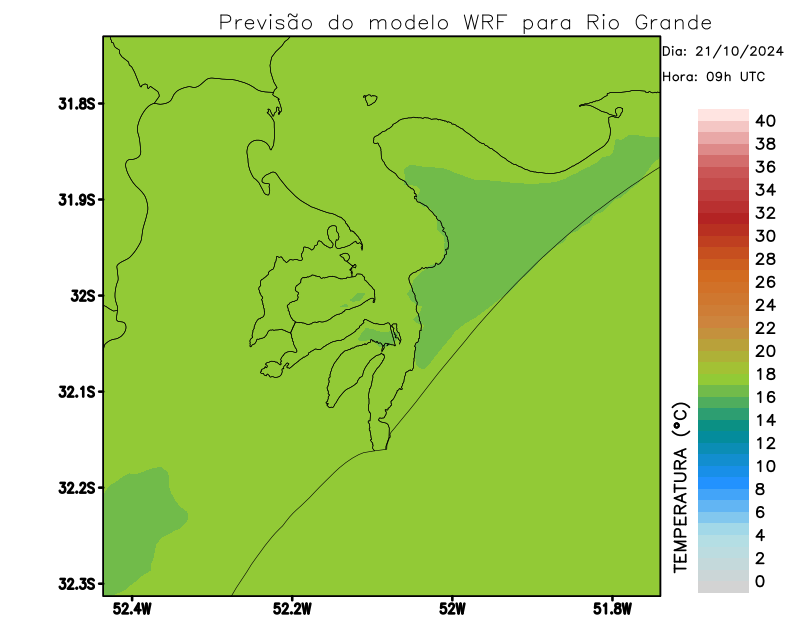 Previsão do modelo WRF para Rio Grande
Dia: 21/10/2024
Hora: 09h UTC
31.8S
31.9S
32S
32.1S
32.2S
32.3S
52.4W
52.2W
52W
51.8W
TEMPERATURA (°C)
40
38
36
34
32
30
28
26
24
22
20
18
16
14
12
10
8
6
4
2
0